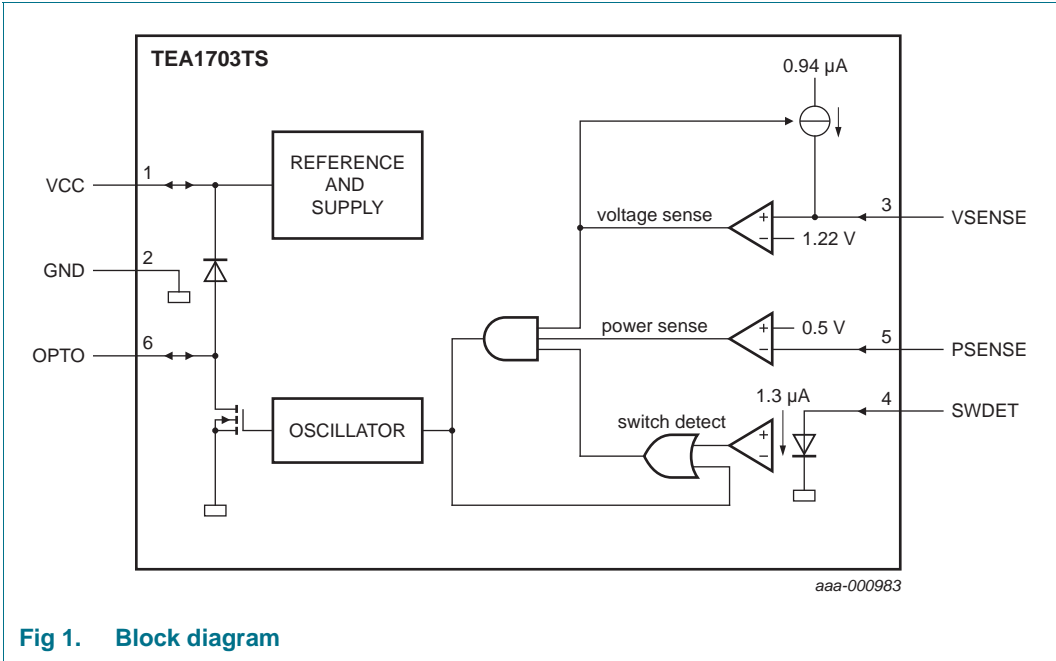 TEA1703TS
0.94 μA
REFERENCE
AND
SUPPLY
VCC
1
voltage sense
+
−
1.22 V
3
VSENSE
GND
2
power sense
+
−
0.5 V
5
PSENSE
OPTO
6
OSCILLATOR
switch detect
1.3 μA
+
−
4
SWDET
aaa-000983
Fig 1. Block diagram